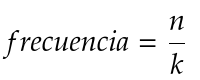 frecuencia = n/k